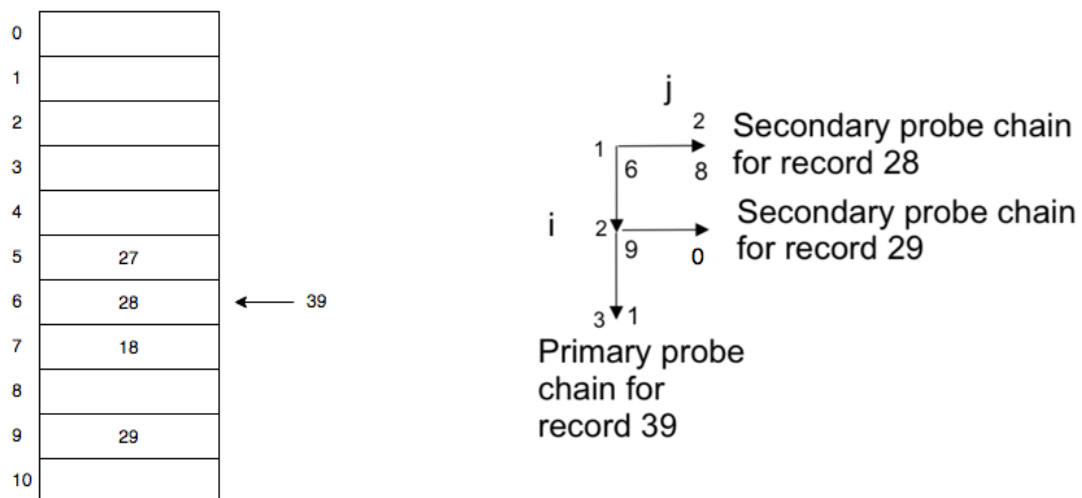 0
1
2
3
4
5 27
6 28 39
7 18
8
9 29
10
j
2
1 6 8
Secondary probe chain
for record 28
i
2 9 0
Secondary probe chain
for record 29
3 1
Primary probe
chain for
record 39